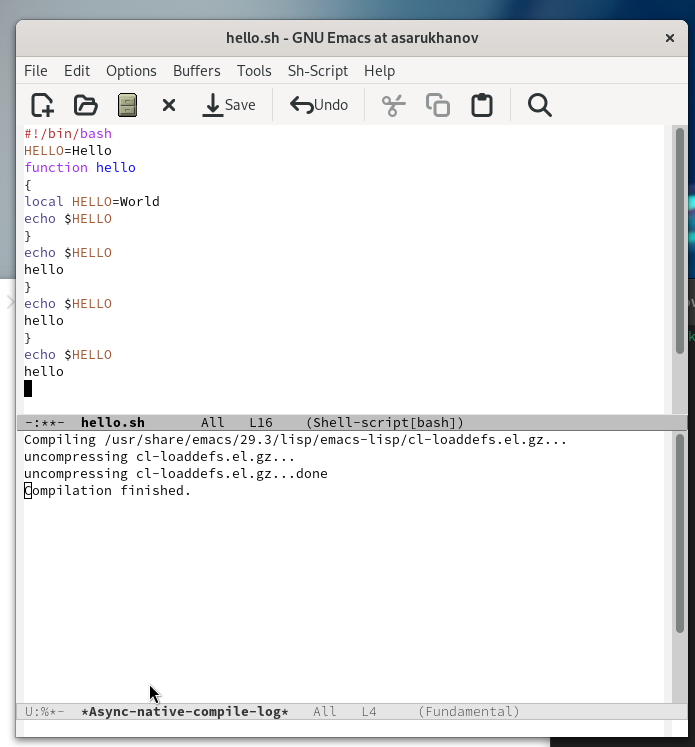 hello.sh - GNU Emacs at asarukhanov
File Edit Options Buffers Tools Sh-Script Help
Save Undo
#!/bin/bash
HELLO=Hello
function hello
{
local HELLO=World
echo $HELLO
}
echo $HELLO
hello
}
echo $HELLO
hello
}
echo $HELLO
hello
-:**- hello.sh All L16 (Shell-script[bash])
Compiling /usr/share/emacs/29.3/lisp/emacs-lisp/cl-loaddefs.el.gz...
uncompressing cl-loaddefs.el.gz...
uncompressing cl-loaddefs.el.gz...done
Compilation finished.
U:%*- *Async-native-compile-log* All L4 (Fundamental)